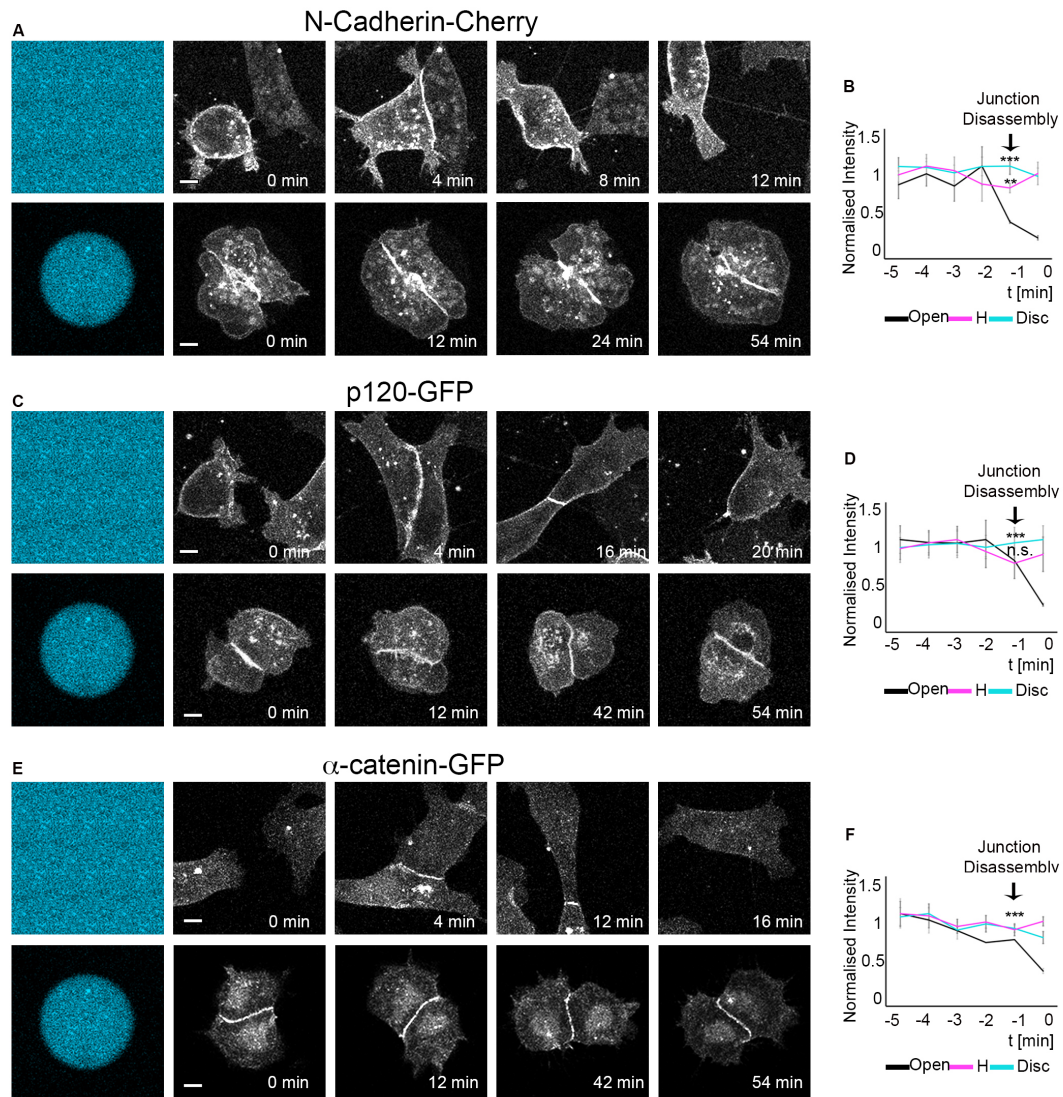 A
N-Cadherin-Cherry
0 min
4 min
8 min
12 min
0 min
12 min
24 min
54 min
B
Junction
Disassembly
***
**
Normalised Intensity
1.5
1
0.5
0
-5 -4 -3 -2 -1 0
t [min]
Open H Disc
C
p120-GFP
0 min
4 min
16 min
20 min
0 min
12 min
42 min
54 min
D
Junction
Disassembly
***
n.s.
Normalised Intensity
1.5
1
0.5
0
-5 -4 -3 -2 -1 0
t [min]
Open H Disc
E
α-catenin-GFP
0 min
4 min
12 min
16 min
0 min
12 min
42 min
54 min
F
Junction
Disassembly
***
Normalised Intensity
1.5
1
0.5
0
-5 -4 -3 -2 -1 0
t [min]
Open H Disc